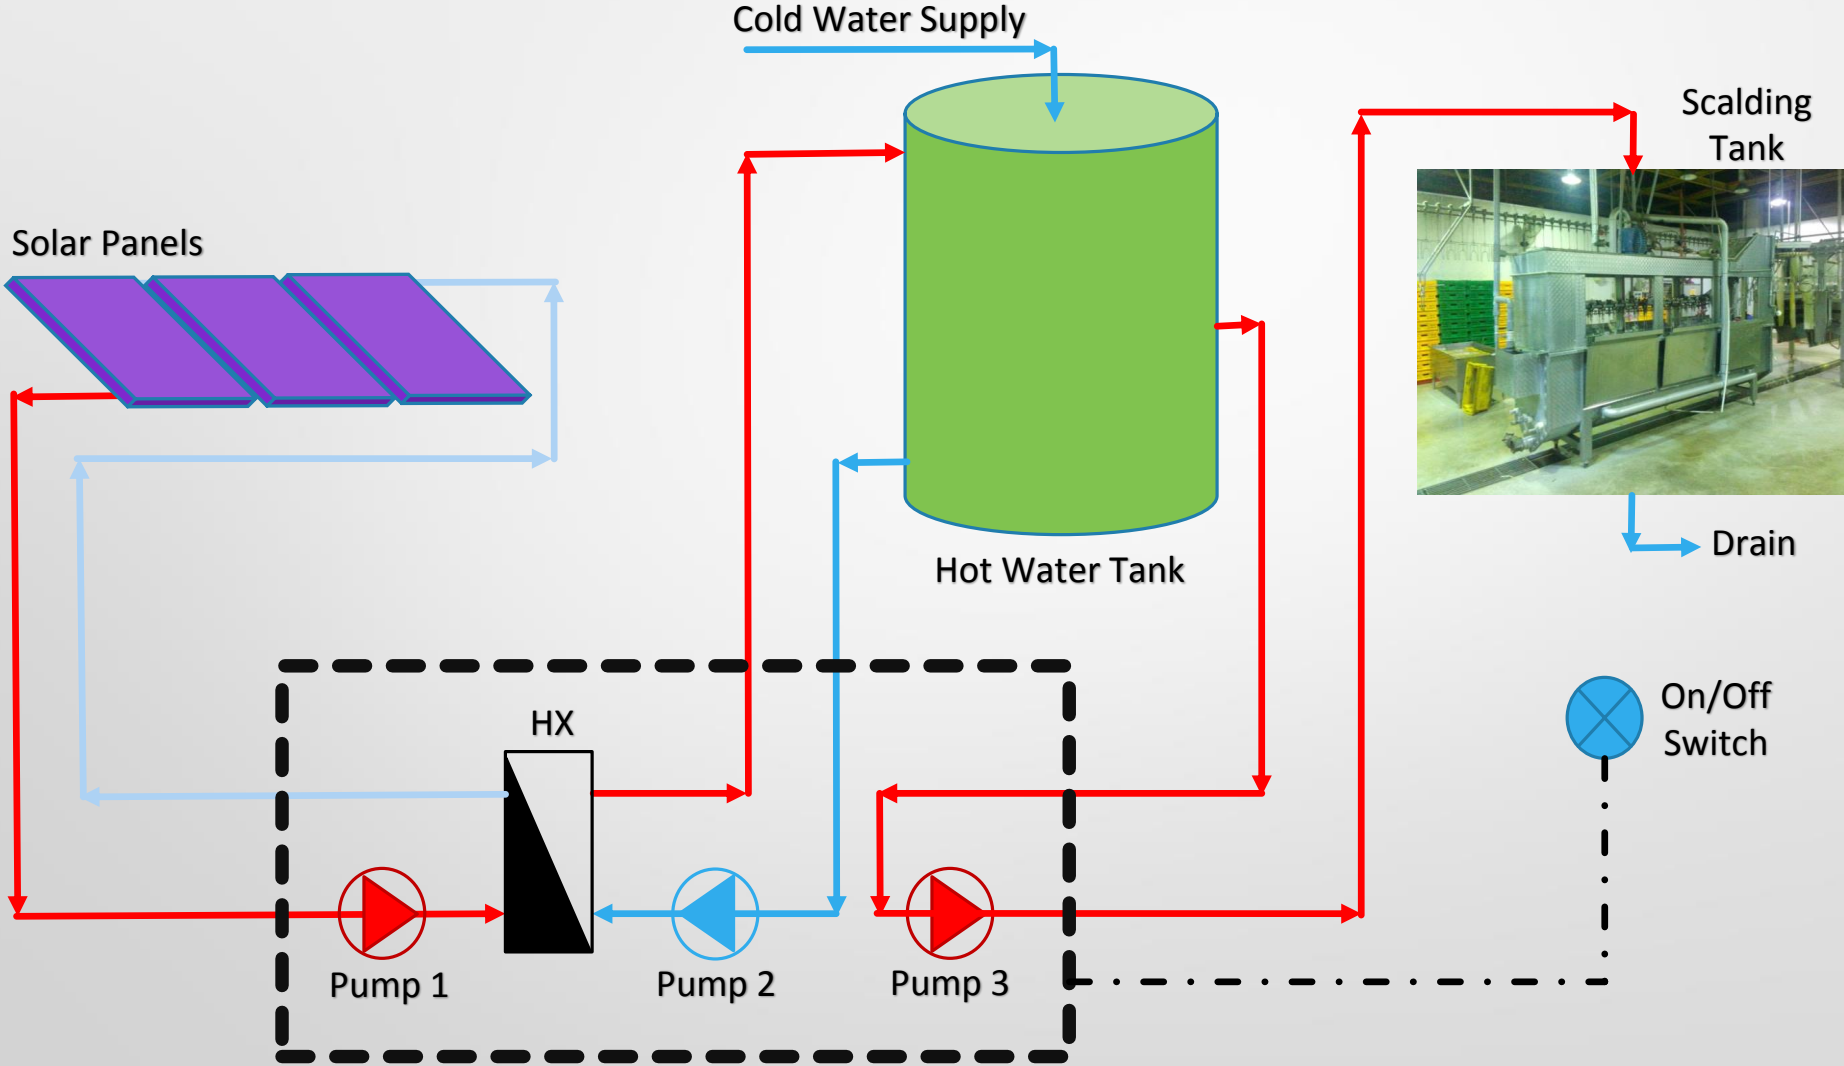 Cold Water Supply
Scalding
Tank
Solar Panels
Drain
Hot Water Tank
On/Off
Switch
HX
Pump 1
Pump 2
Pump 3